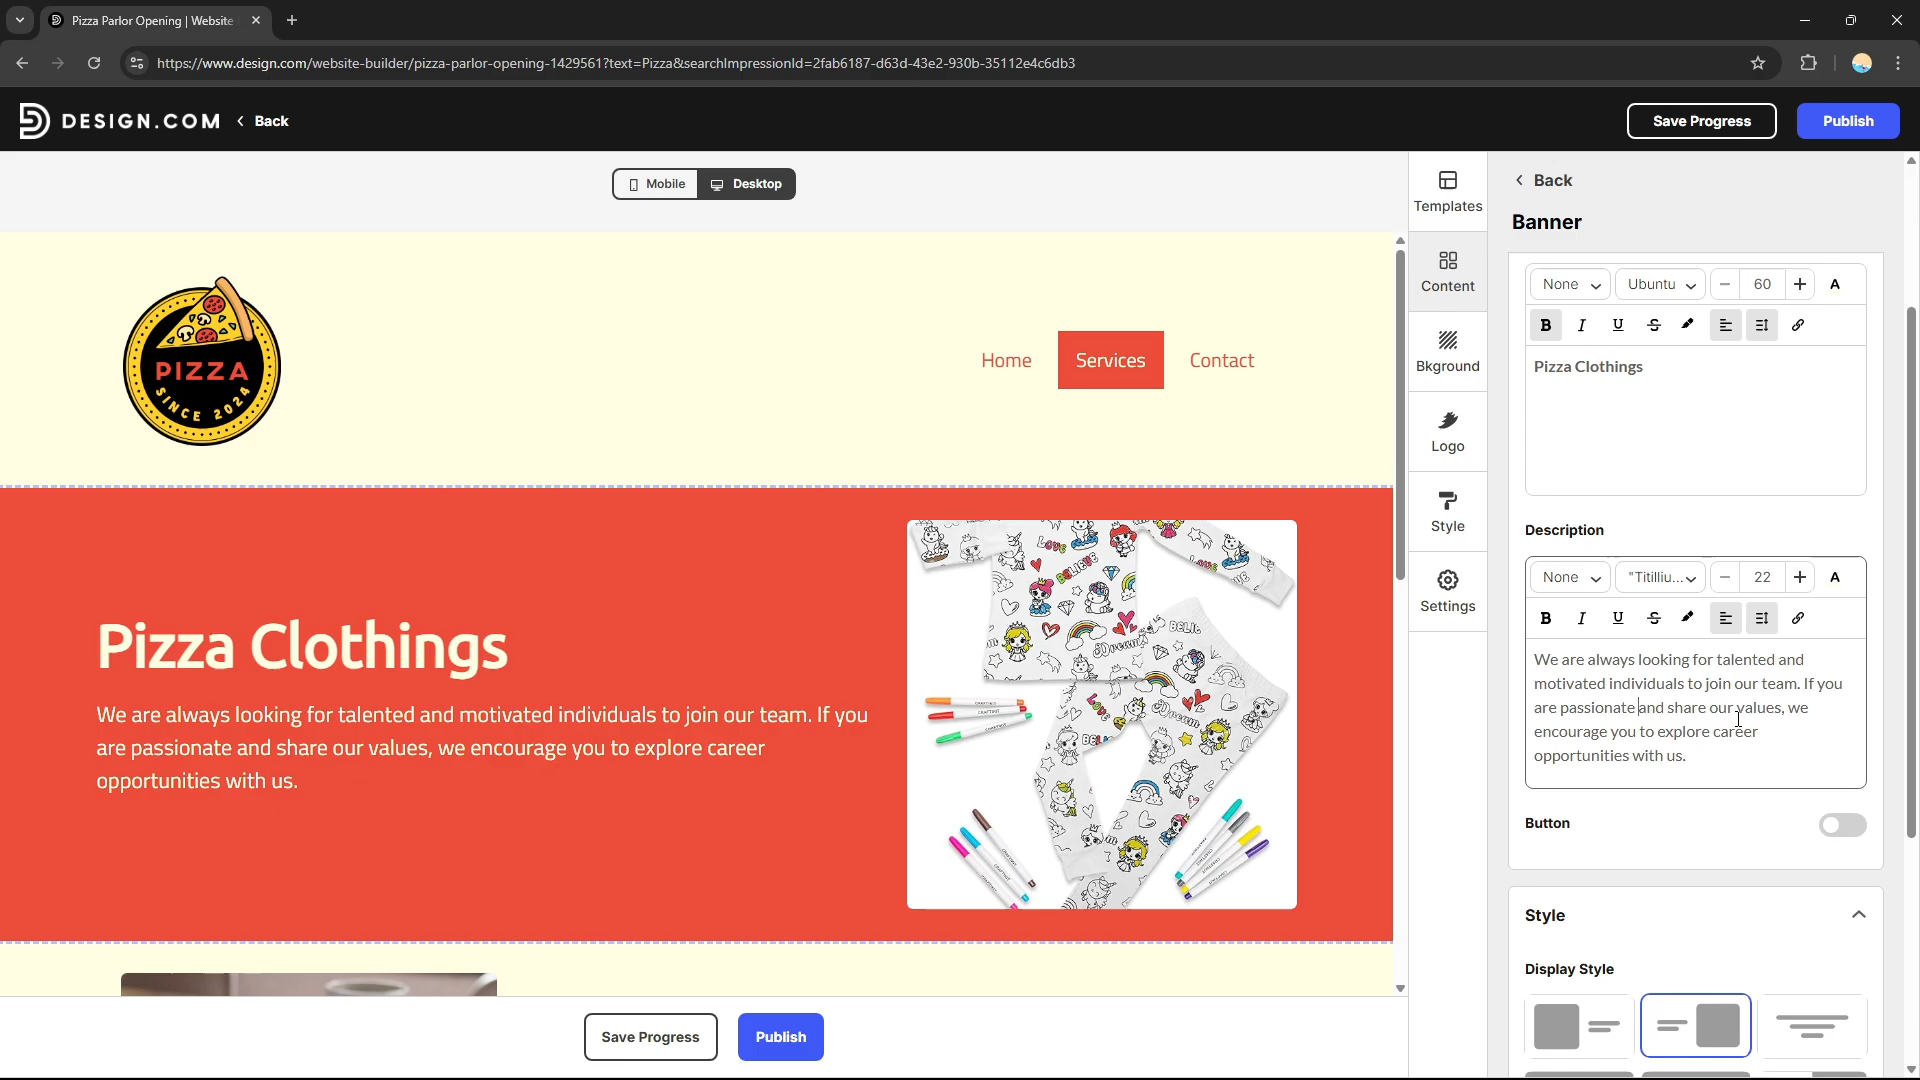 Pizza Parlor Opening | Website
https://www.design.com/website-builder/pizza-parlor-opening-1429561?text=Pizza&searchImpressionId=2fab6187-d63d-43e2-930b-35112e4c6db3
DESIGN.COM
Back
Save Progress
Publish
Mobile
Desktop
PIZZA
SINCE 2024
Home
Services
Contact
Pizza Clothings
We are always looking for talented and motivated individuals to join our team. If you
are passionate and share our values, we encourage you to explore career
opportunities with us.
LOVE
BELIEVE
Dream
Dream
Save Progress
Publish
Templates
Content
Bkground
Logo
Style
Settings
Back
Banner
None
Ubuntu
60
A
B I U S
Pizza Clothings
Description
None
"Titilliu...
22
A
B I U S
We are always looking for talented and
motivated individuals to join our team. If you
are passionate and share our values, we
encourage you to explore career
opportunities with us.
Button
Style
Display Style